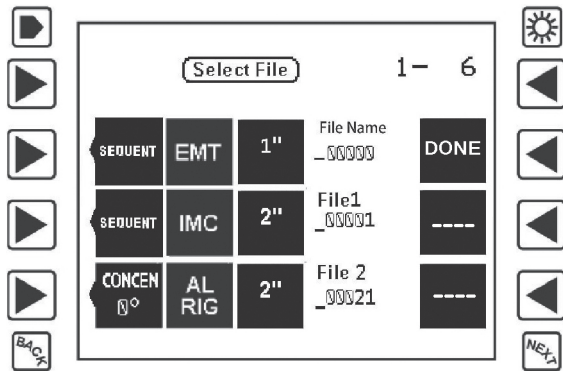 Select File
1- 6
SEQUENT EMT 1" File Name
_00000 DONE
SEQUENT IMC 2" File1
_00001 ----
CONCEN
0° AL
RIG 2" File 2
_00021 ----
BACK
NEXT